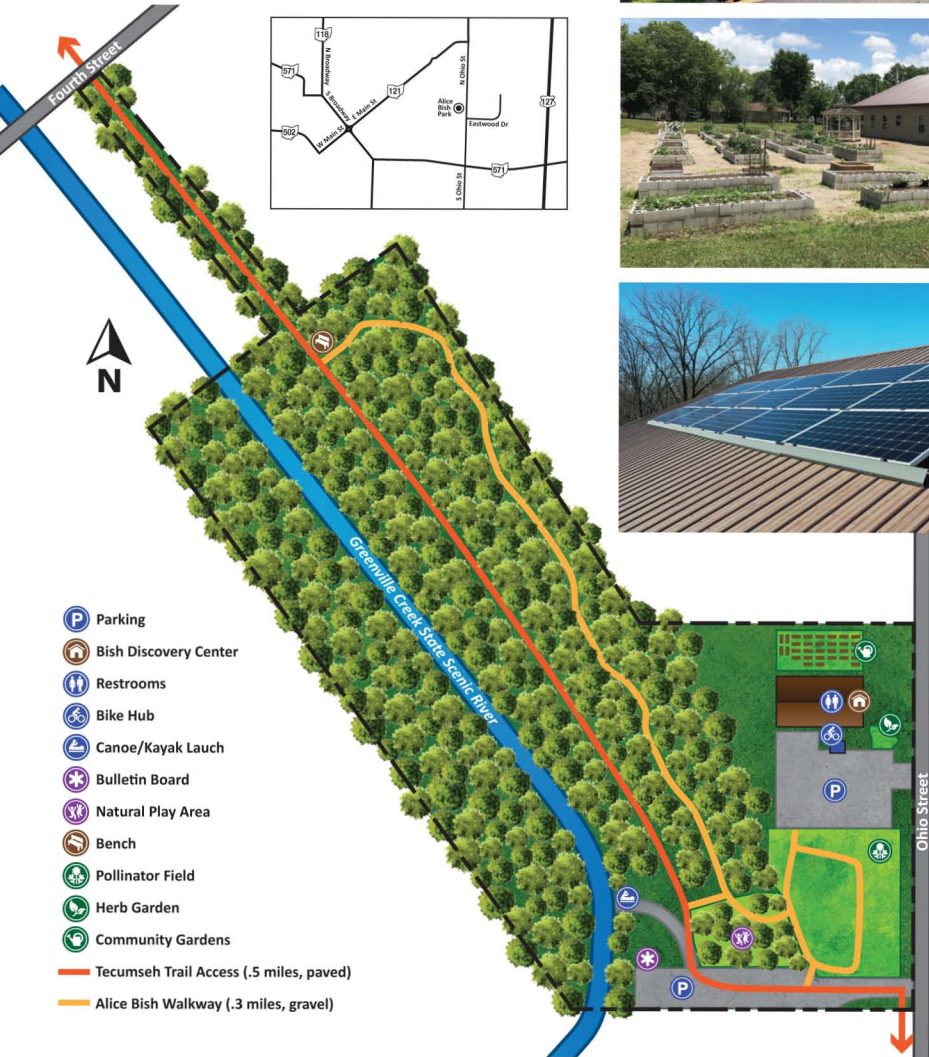 Fourth Street
118
N Broadway
571
S Broadway
E Main St
121
N Ohio St
Alice
Bish
Park
127
Eastwood Dr
502
W Main St
571
S Ohio St
N
Greenville Creek State Scenic River
P Parking
Bish Discovery Center
Restrooms
Bike Hub
Canoe/Kayak Lauch
Bulletin Board
Natural Play Area
Bench
Pollinator Field
Herb Garden
Community Gardens
Tecumseh Trail Access (.5 miles, paved)
Alice Bish Walkway (.3 miles, gravel)
P
P
Ohio Street